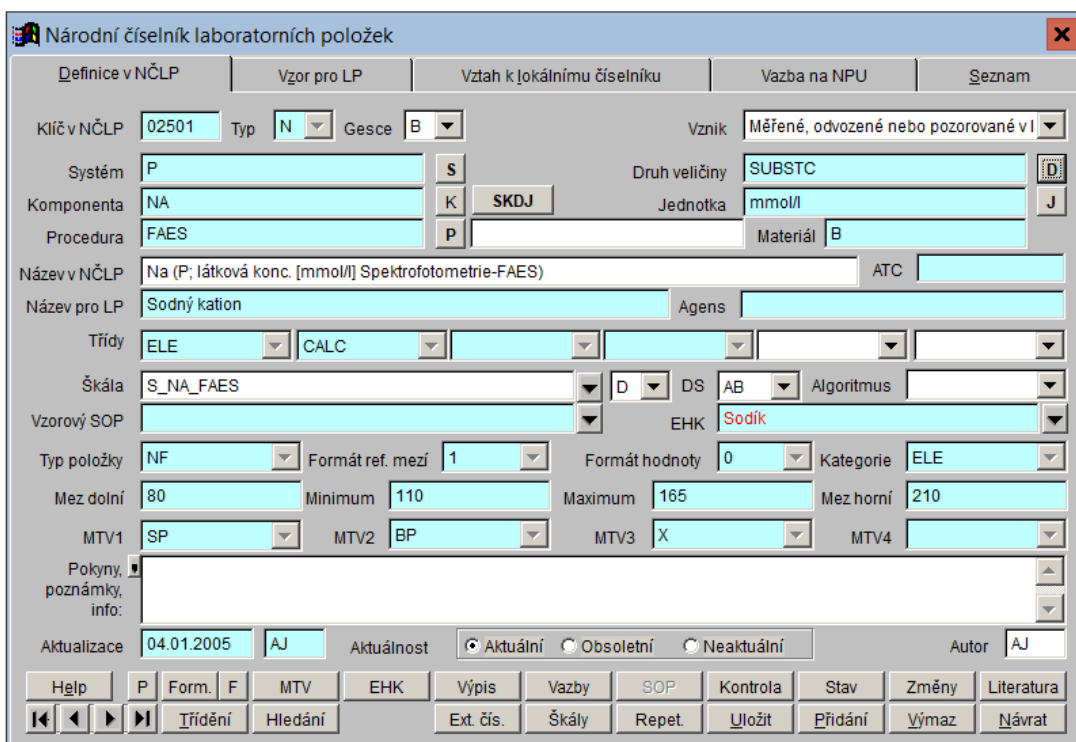 Národní číselník laboratorních položek
Definice v NČLP Vzor pro LP Vztah k lokálnímu číselníku Vazba na NPU Seznam
Klíč v NČLP 02501 Typ N Gesce B Vznik Měřené, odvozené nebo pozorované v l
Systém P S Druh veličiny SUBSTC D
Komponenta NA K SKDJ Jednotka mmol/l J
Procedura FAES P Materiál B
Název v NČLP Na (P; látková konc. [mmol/l] Spektrofotometrie-FAES) ATC
Název pro LP Sodný kation Agens
Třídy ELE CALC
Škála S_NA_FAES D DS AB Algoritmus
Vzorový SOP EHK Sodík
Typ položky NF Formát ref. mezí 1 Formát hodnoty 0 Kategorie ELE
Mez dolní 80 Minimum 110 Maximum 165 Mez horní 210
MTV1 SP MTV2 BP MTV3 X MTV4
Pokyny,
poznámky,
info:
Aktualizace 04.01.2005 AJ Aktuálnost Aktuální Obsoletní Neaktuální Autor AJ
Help P Form. F MTV EHK Výpis Vazby SOP Kontrola Stav Změny Literatura
Třídění Hledání Ext. čís. Škály Repet. Uložit Přidání Výmaz Návrat